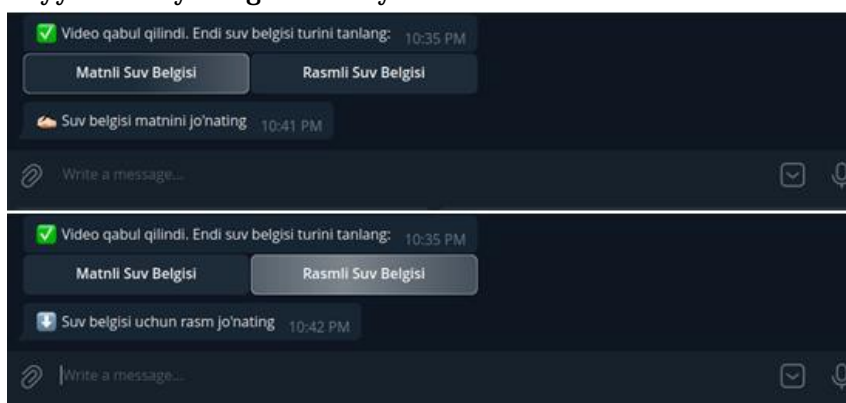 ✅ Video qabul qilindi. Endi suv belgisi turini tanlang: 10:35 PM
Matnli Suv Belgisi Rasmli Suv Belgisi
✍🏻 Suv belgisi matnini jo'nating 10:41 PM
Write a message...
✅ Video qabul qilindi. Endi suv belgisi turini tanlang: 10:35 PM
Matnli Suv Belgisi Rasmli Suv Belgisi
⬇️ Suv belgisi uchun rasm jo'nating 10:42 PM
Write a message...